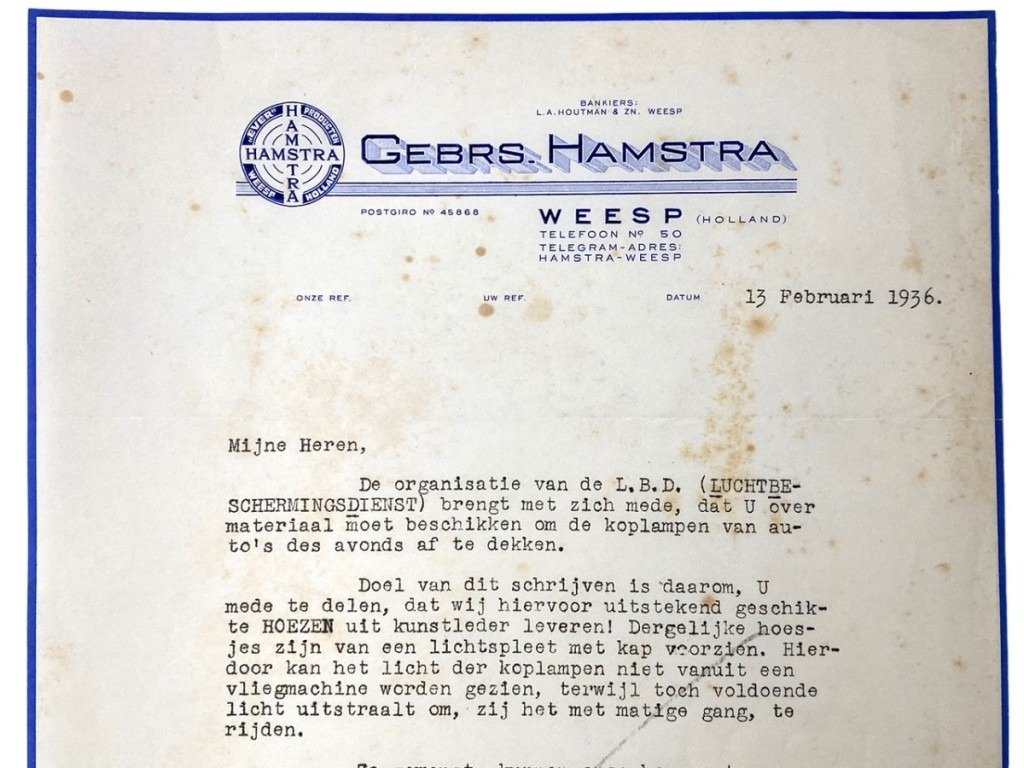 BANKIERS:
L.A.HOUTMAN & ZN. WEESP
"EVER" PRODUCTEN
HAMSTRA
HAMSTRA
WEESP HOLLAND
GEBRS. HAMSTRA
POSTGIRO Nº 45868
WEESP (HOLLAND)
TELEFOON Nº 50
TELEGRAM-ADRES:
HAMSTRA-WEESP
ONZE REF. UW REF. DATUM 13 Februari 1936.
Mijne Heren,
De organisatie van de L.B.D. (LUCHTBE-
SCHERMINGSDIENST) brengt met zich mede, dat U over
materiaal moet beschikken om de koplampen van au-
to's des avonds af te dekken.
Doel van dit schrijven is daarom, U
mede te delen, dat wij hiervoor uitstekend geschik-
te HOEZEN uit kunstleder leveren! Dergelijke hoes-
jes zijn van een lichtspleet met kap voorzien. Hier-
door kan het licht der koplampen niet vanuit een
vliegmachine worden gezien, terwijl toch voldoende
licht uitstraalt om, zij het met matige gang, te
rijden.